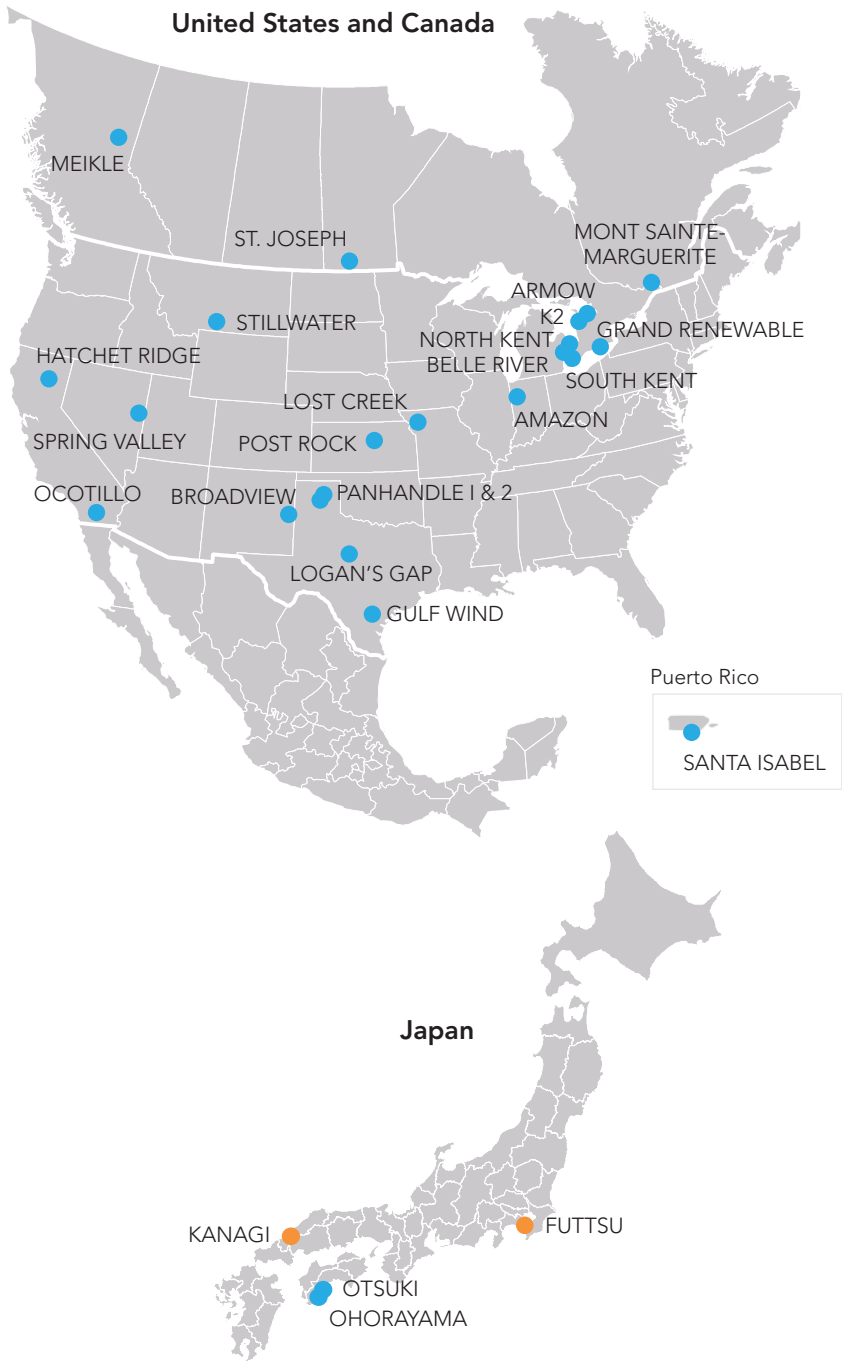 United States and Canada
MEIKLE
ST. JOSEPH
MONT SAINTE-
MARGUERITE
ARMOW
K2
STILLWATER
GRAND RENEWABLE
NORTH KENT
HATCHET RIDGE
BELLE RIVER
SOUTH KENT
LOST CREEK
AMAZON
SPRING VALLEY
POST ROCK
OCOTILLO
BROADVIEW
PANHANDLE I & 2
LOGAN'S GAP
GULF WIND
Puerto Rico
SANTA ISABEL
Japan
KANAGI
FUTTSU
OTSUKI
OHORAYAMA